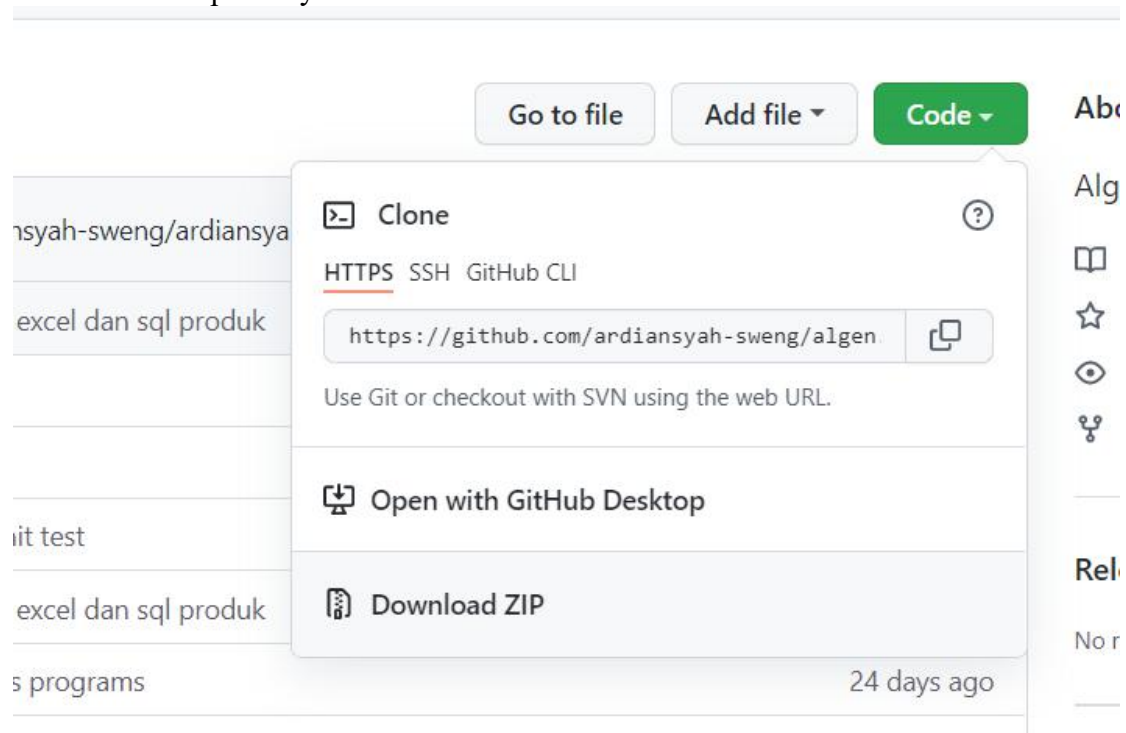 Go to file
Add file
Code
Clone
nsyah-sweng/ardiansya
HTTPS SSH GitHub CLI
excel dan sql produk
https://github.com/ardiansyah-sweng/algen.
Use Git or checkout with SVN using the web URL.
Open with GitHub Desktop
it test
Download ZIP
excel dan sql produk
No r
s programs
24 days ago
Alg
Rel